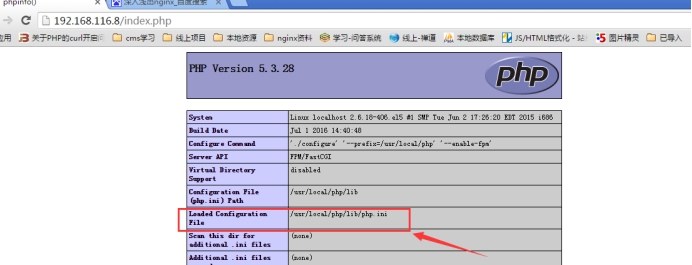 phpinfo()
深入浅出nginx_百度搜索
192.168.116.8/index.php
应用 关于PHP的curl开启问 cms学习 线上项目 本地资源 nginx资料 学习-问答系统 线上-禅道 本地数据库 JS/HTML格式化 - 站长 图片精灵 已导入
PHP Version 5.3.28
php
System Linux localhost 2.6.18-406.el5 #1 SMP Tue Jun 2 17:26:20 EDT 2015 i686
Build Date Jul 1 2016 14:40:48
Configure Command './configure' '--prefix=/usr/local/php' '--enable-fpm'
Server API FPM/FastCGI
Virtual Directory disabled
Support
Configuration File /usr/local/php/lib
(php.ini) Path
Loaded Configuration /usr/local/php/lib/php.ini
File
Scan this dir for (none)
additional .ini files
Additional .ini files (none)